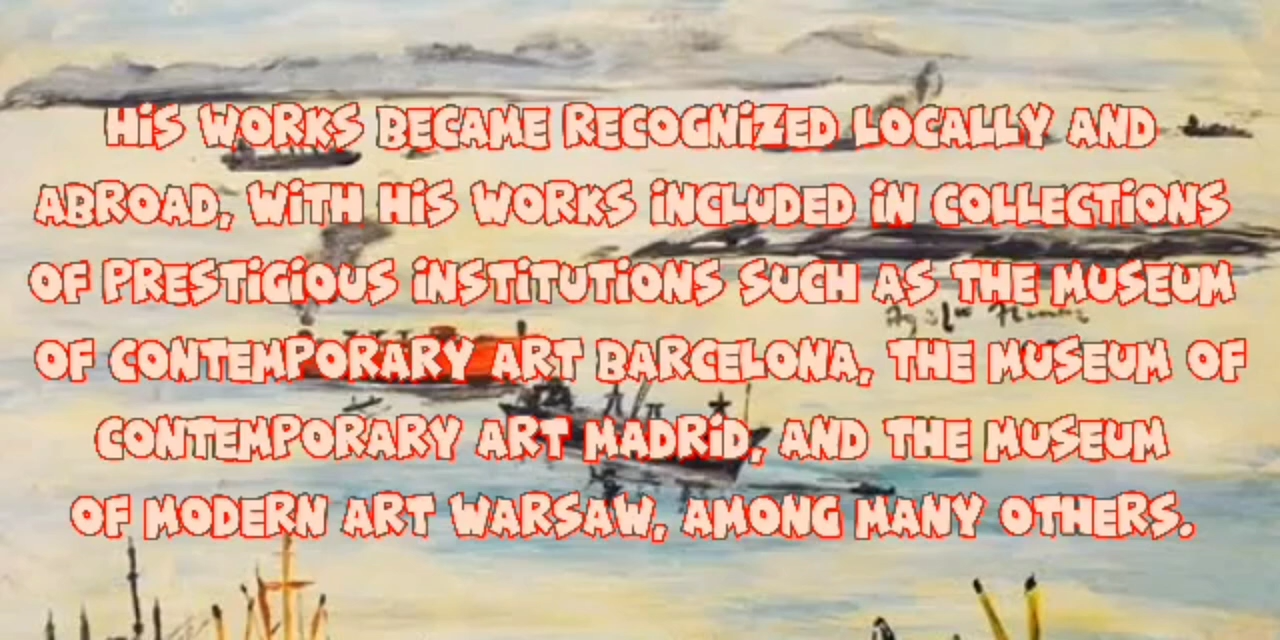 HIS WORKS BECAME RECOGNIZED LOCALLY AND
ABROAD, WITH HIS WORKS INCLUDED IN COLLECTIONS
OF PRESTIGIOUS INSTITUTIONS SUCH AS THE MUSEUM
OF CONTEMPORARY ART BARCELONA, THE MUSEUM OF
CONTEMPORARY ART MADRID, AND THE MUSEUM
OF MODERN ART WARSAW, AMONG MANY OTHERS.